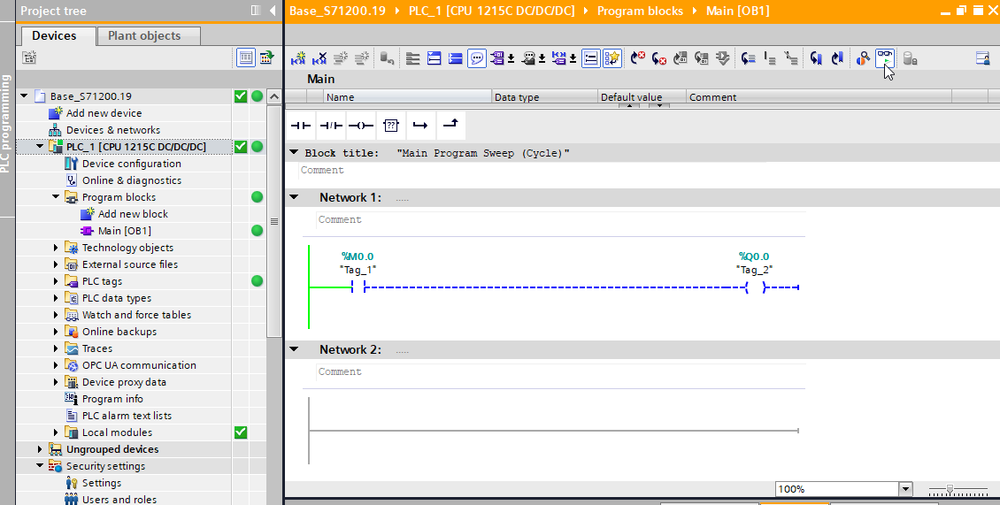 Project tree
Base_S71200.19 › PLC_1 [CPU 1215C DC/DC/DC] › Program blocks › Main [OB1]
Devices
Plant objects
PLC programming
Base_S71200.19
Add new device
Devices & networks
PLC_1 [CPU 1215C DC/DC/DC]
Device configuration
Online & diagnostics
Program blocks
Add new block
Main [OB1]
Technology objects
External source files
PLC tags
PLC data types
Watch and force tables
Online backups
Traces
OPC UA communication
Device proxy data
Program info
PLC alarm text lists
Local modules
Ungrouped devices
Security settings
Settings
Users and roles
Main
Name Data type Default value Comment
Block title: "Main Program Sweep (Cycle)"
Comment
Network 1: .....
Comment
%M0.0 %Q0.0
"Tag_1" "Tag_2"
Network 2: .....
Comment
100%